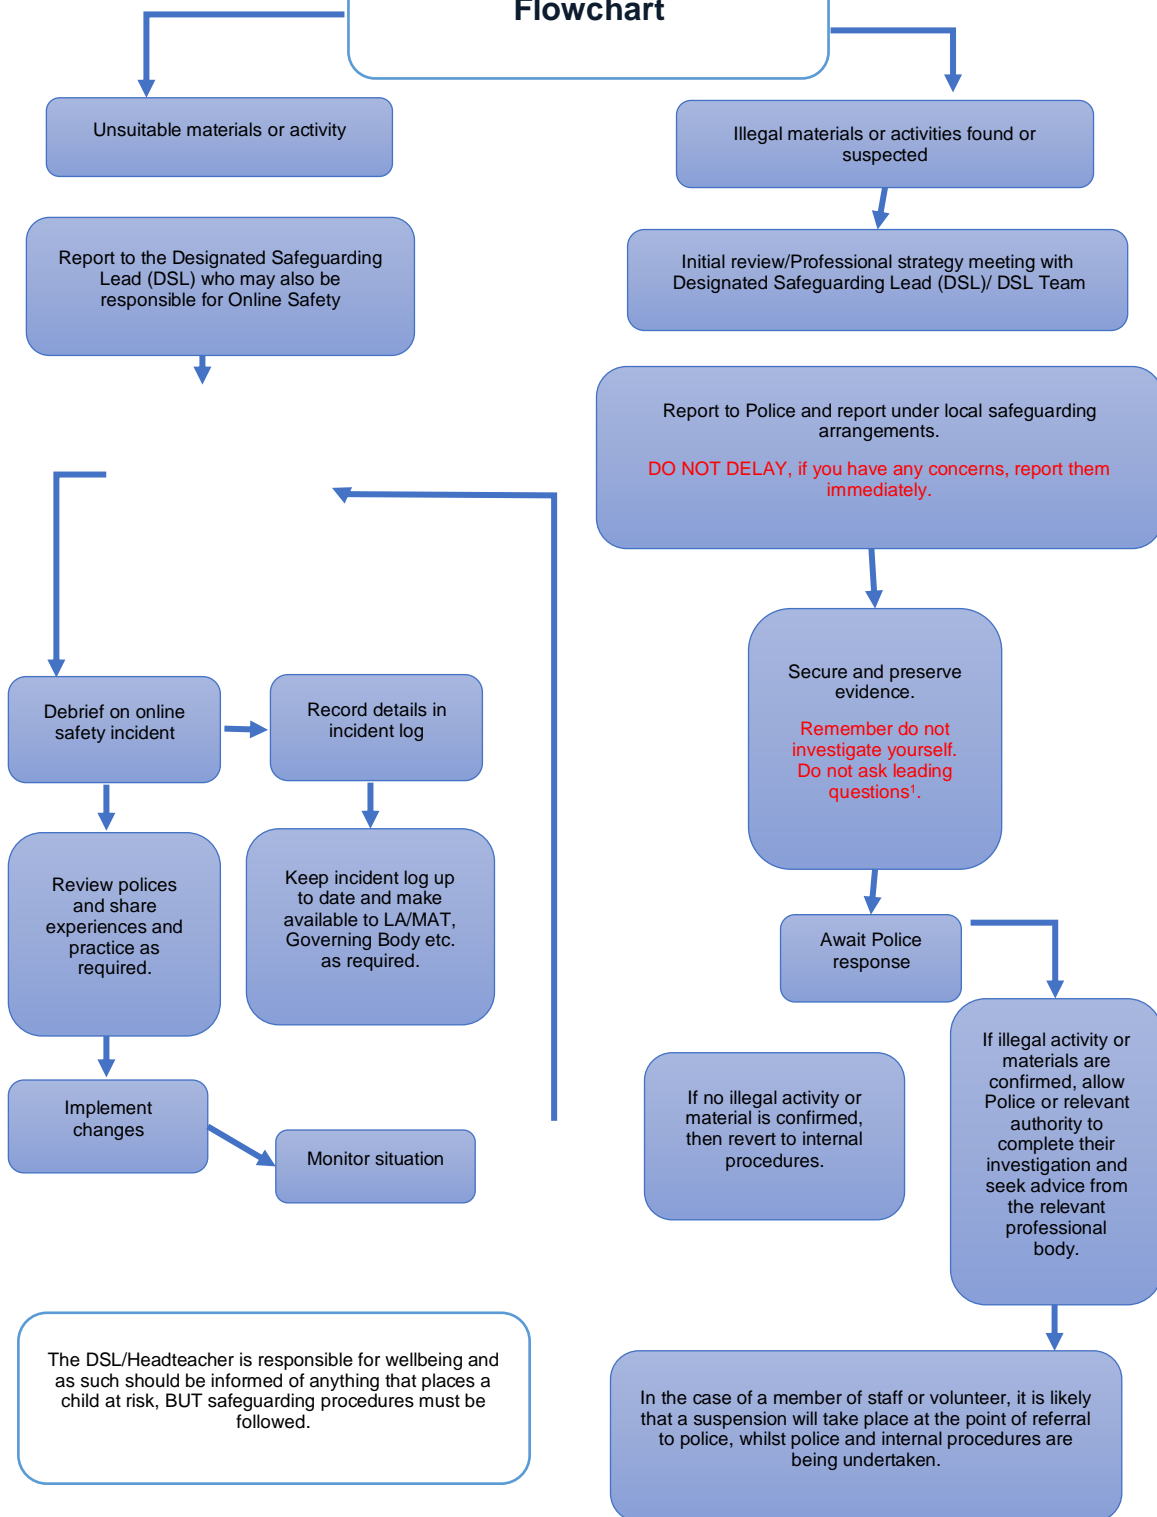 Flowchart
Unsuitable materials or activity
Illegal materials or activities found or
suspected
Report to the Designated Safeguarding
Lead (DSL) who may also be
responsible for Online Safety
Initial review/Professional strategy meeting with
Designated Safeguarding Lead (DSL)/ DSL Team
Report to Police and report under local safeguarding
arrangements.
DO NOT DELAY, if you have any concerns, report them
immediately.
Secure and preserve
evidence.
Remember do not
investigate yourself.
Do not ask leading
questions¹.
Debrief on online
safety incident
Record details in
incident log
Review polices
and share
experiences and
practice as
required.
Keep incident log up
to date and make
available to LA/MAT,
Governing Body etc.
as required.
Await Police
response
If no illegal activity or
material is confirmed,
then revert to internal
procedures.
If illegal activity or
materials are
confirmed, allow
Police or relevant
authority to
complete their
investigation and
seek advice from
the relevant
professional
body.
Implement
changes
Monitor situation
The DSL/Headteacher is responsible for wellbeing and
as such should be informed of anything that places a
child at risk, BUT safeguarding procedures must be
followed.
In the case of a member of staff or volunteer, it is likely
that a suspension will take place at the point of referral
to police, whilst police and internal procedures are
being undertaken.